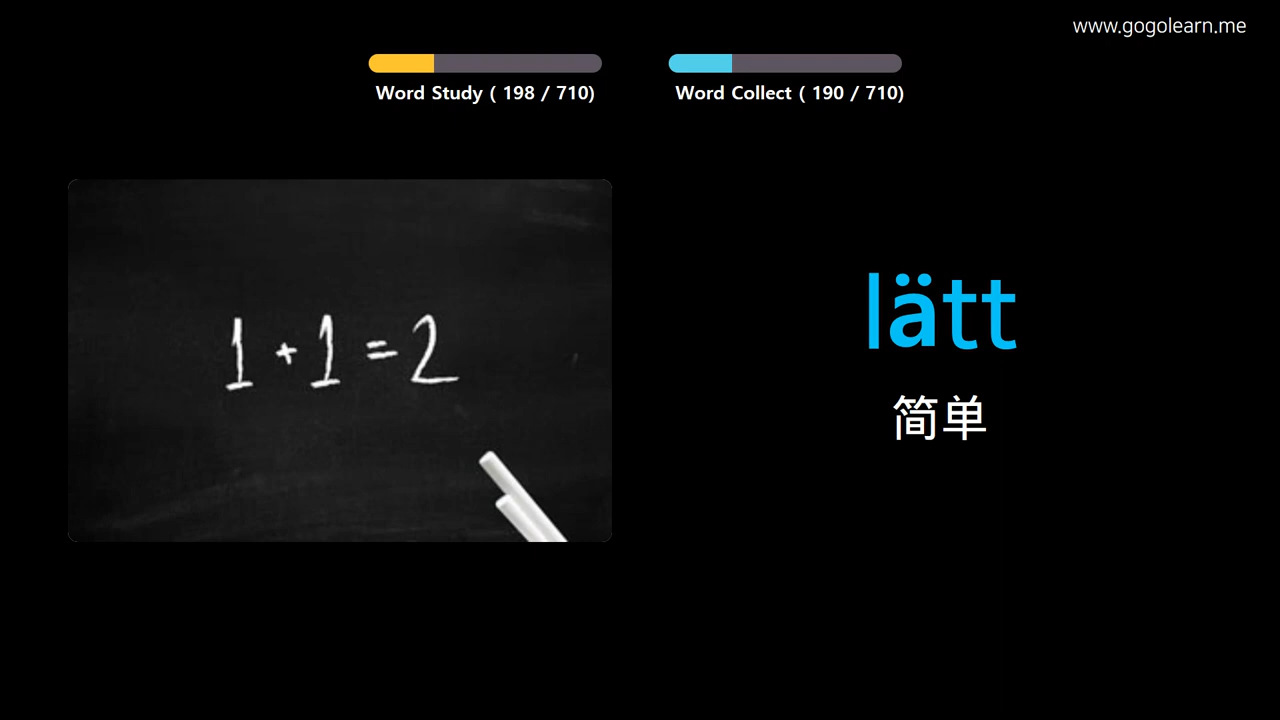 www.gogolearn.me
Word Study ( 198 / 710)
Word Collect ( 190 / 710)
1 + 1 = 2
lätt
简单